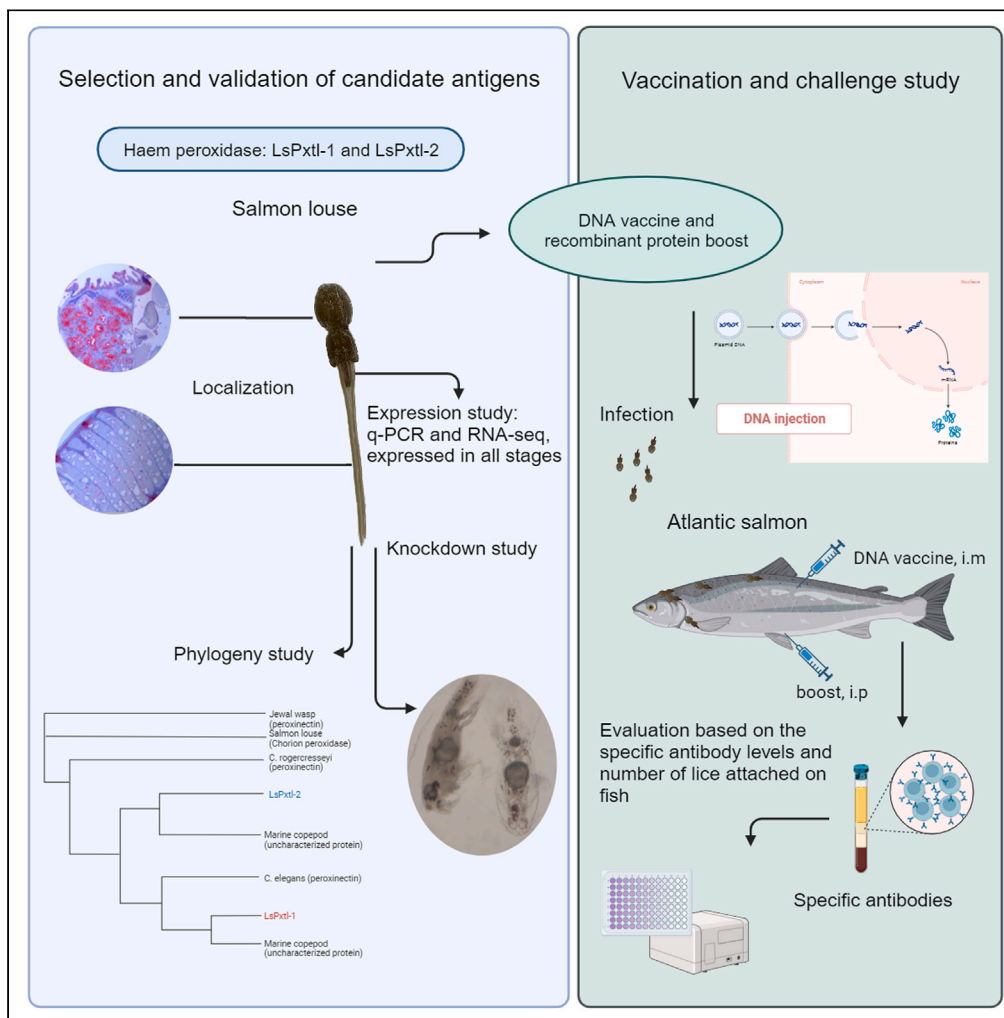 Selection and validation of candidate antigens
Haem peroxidase: LsPxtl-1 and LsPxtl-2
Salmon louse
Localization
Expression study:
q-PCR and RNA-seq,
expressed in all stages
Knockdown study
Phylogeny study
Jewal wasp
(peroxinectin)
Salmon louse
(Chorion peroxidase)
C. rogercresseyi
(peroxinectin)
LsPxtl-2
Marine copepod
(uncharacterized protein)
C. elegans (peroxinectin)
LsPxtl-1
Marine copepod
(uncharacterized protein)
Vaccination and challenge study
DNA vaccine and
recombinant protein boost
Cytoplasm
Nucleus
Plasmid DNA
mRNA
Proteins
DNA injection
Infection
Atlantic salmon
DNA vaccine, i.m
boost, i.p
Evaluation based on the
specific antibody levels and
number of lice attached on
fish
Specific antibodies